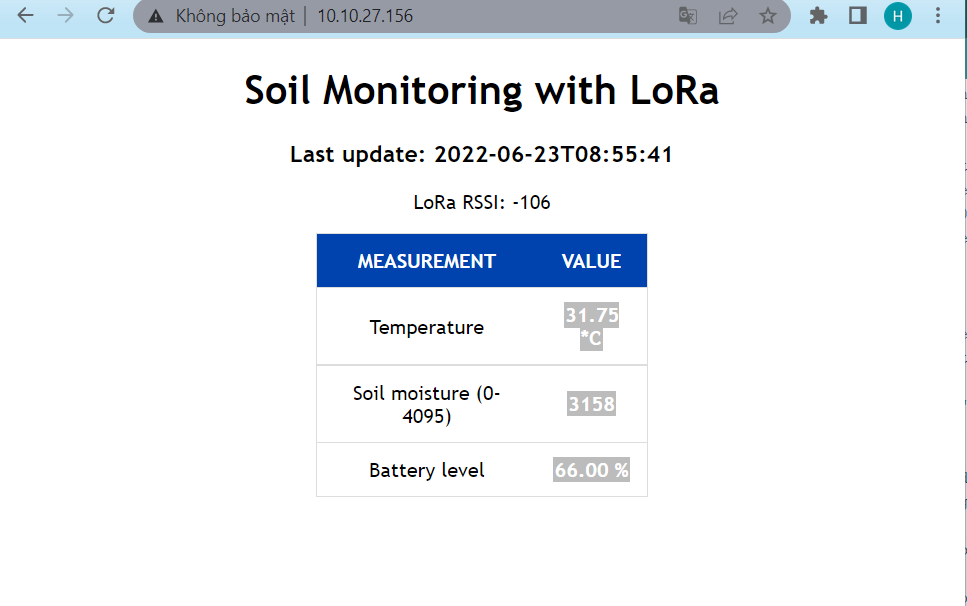 Không bảo mật | 10.10.27.156
H
Soil Monitoring with LoRa
Last update: 2022-06-23T08:55:41
LoRa RSSI: -106
MEASUREMENT VALUE
Temperature 31.75
*C
Soil moisture (0-
4095) 3158
Battery level 66.00 %